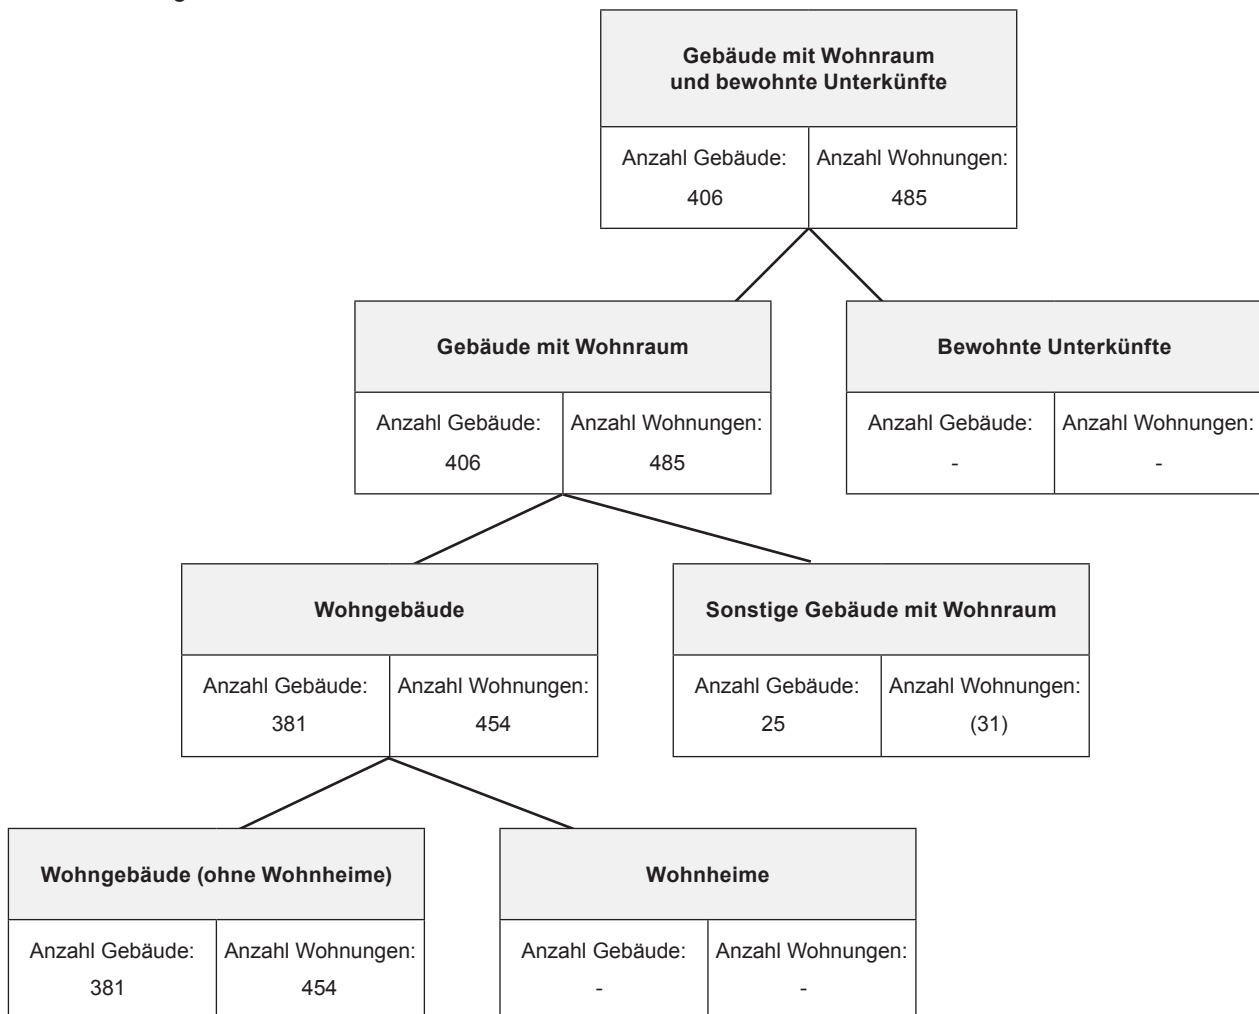 Gebäude mit Wohnraum
und bewohnte Unterkünfte
Anzahl Gebäude: Anzahl Wohnungen:
406 485
Gebäude mit Wohnraum
Bewohnte Unterkünfte
Anzahl Gebäude: Anzahl Wohnungen:
406 485
Anzahl Gebäude: Anzahl Wohnungen:
- -
Wohngebäude
Sonstige Gebäude mit Wohnraum
Anzahl Gebäude: Anzahl Wohnungen:
381 454
Anzahl Gebäude: Anzahl Wohnungen:
25 (31)
Wohngebäude (ohne Wohnheime)
Wohnheime
Anzahl Gebäude: Anzahl Wohnungen:
381 454
Anzahl Gebäude: Anzahl Wohnungen:
- -